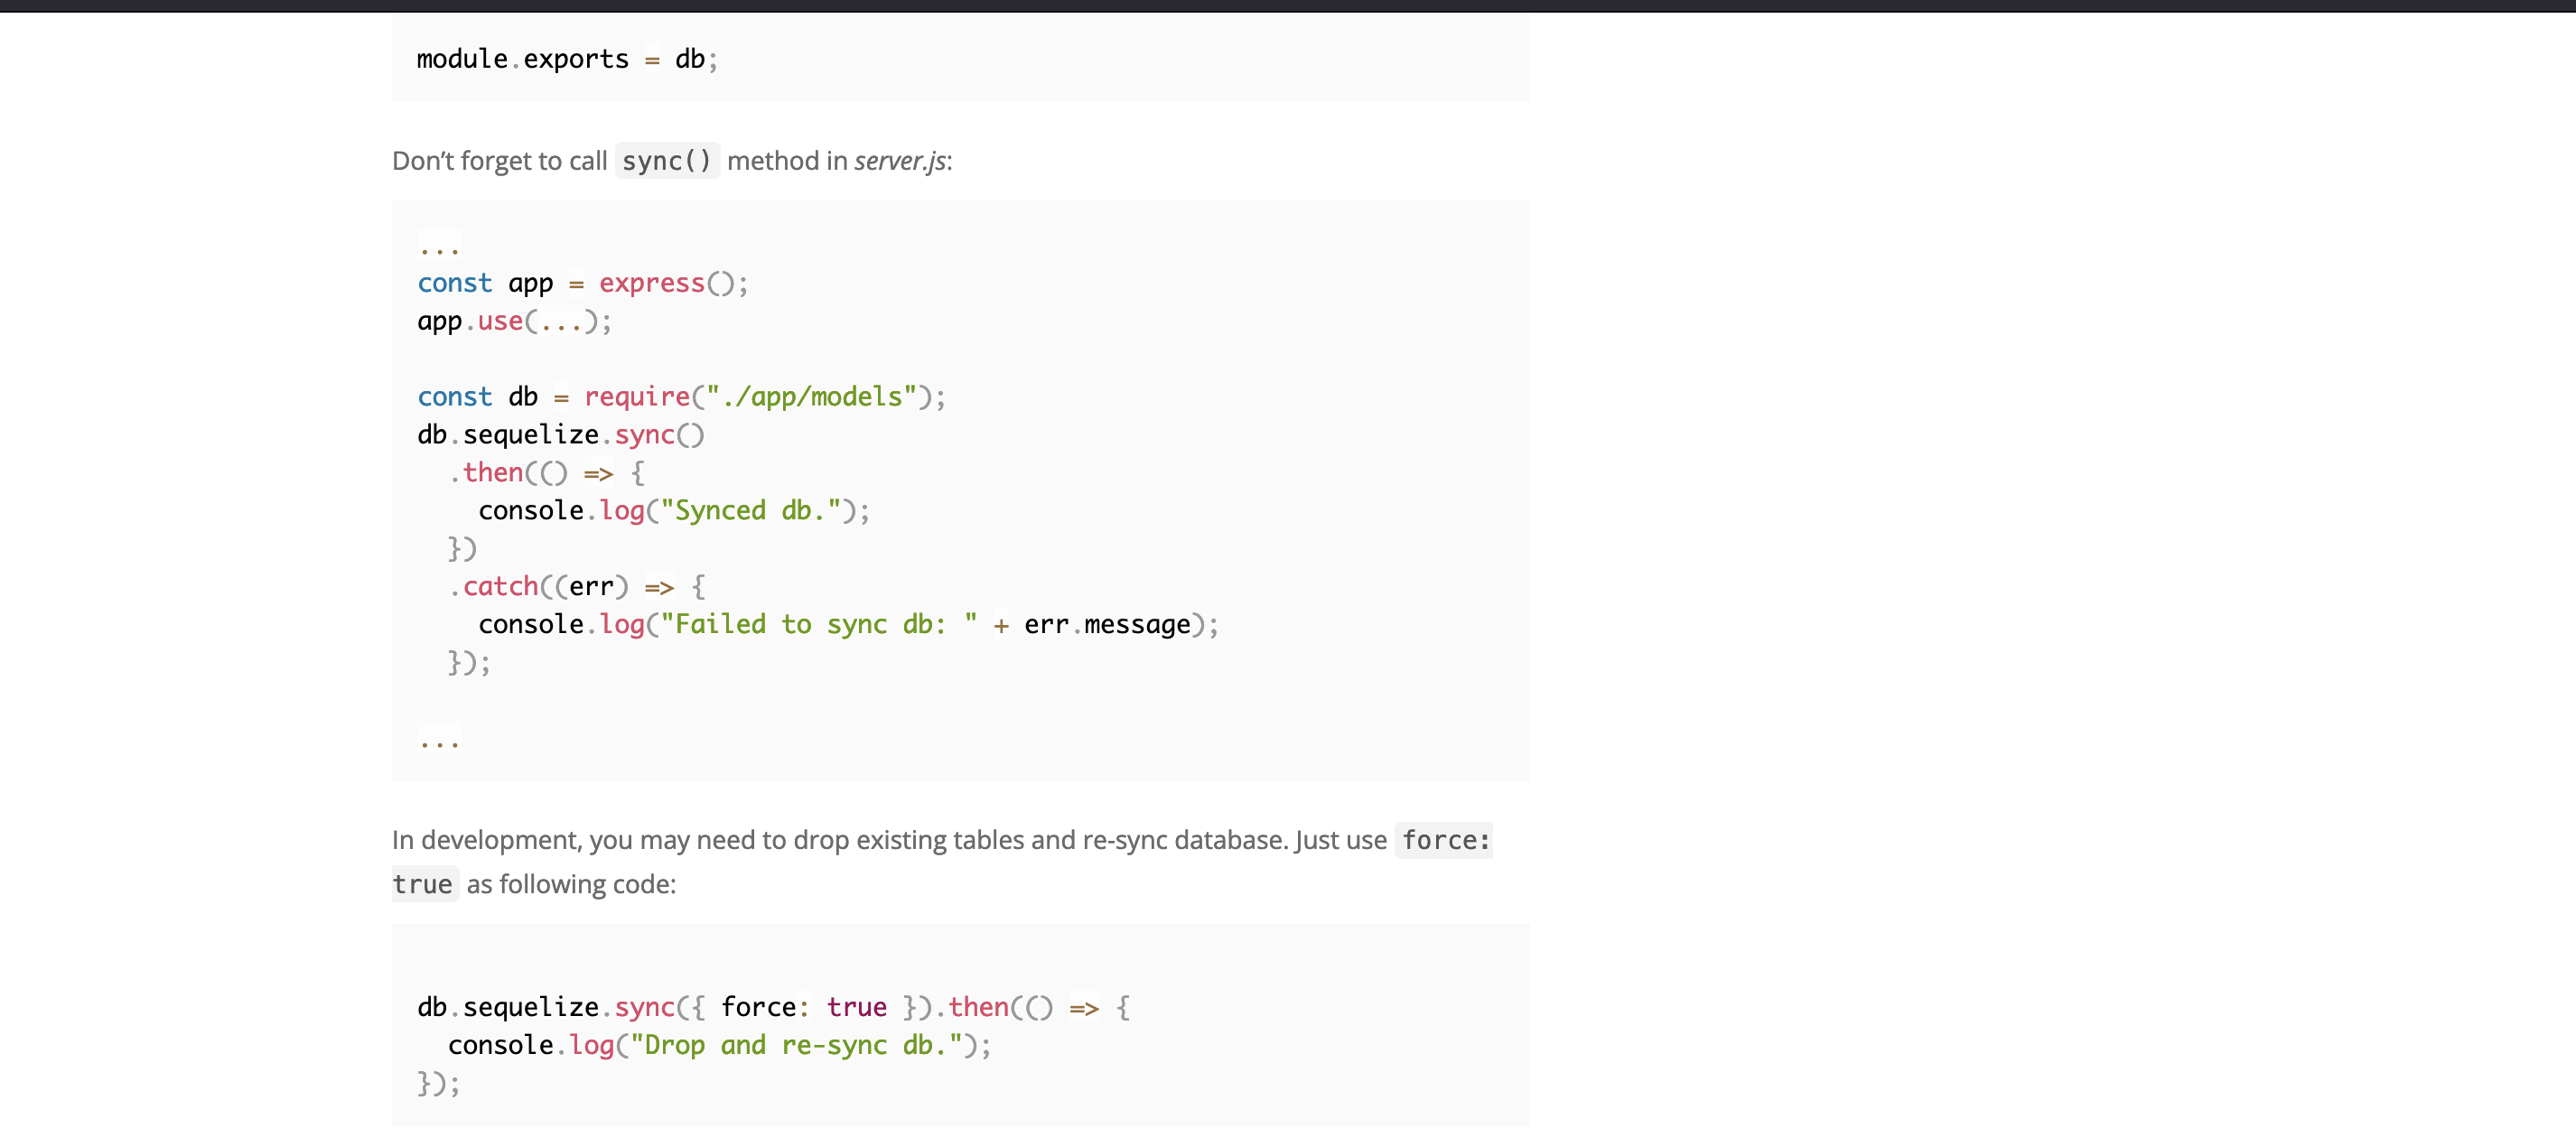 module.exports = db;
Don’t forget to call sync() method in server.js:
...
const app = express();
app.use(...);
const db = require("./app/models");
db.sequelize.sync()
  .then(() => {
    console.log("Synced db.");
  })
  .catch((err) => {
    console.log("Failed to sync db: " + err.message);
  });
...
In development, you may need to drop existing tables and re-sync database. Just use force:
true as following code:
db.sequelize.sync({ force: true }).then(() => {
  console.log("Drop and re-sync db.");
});